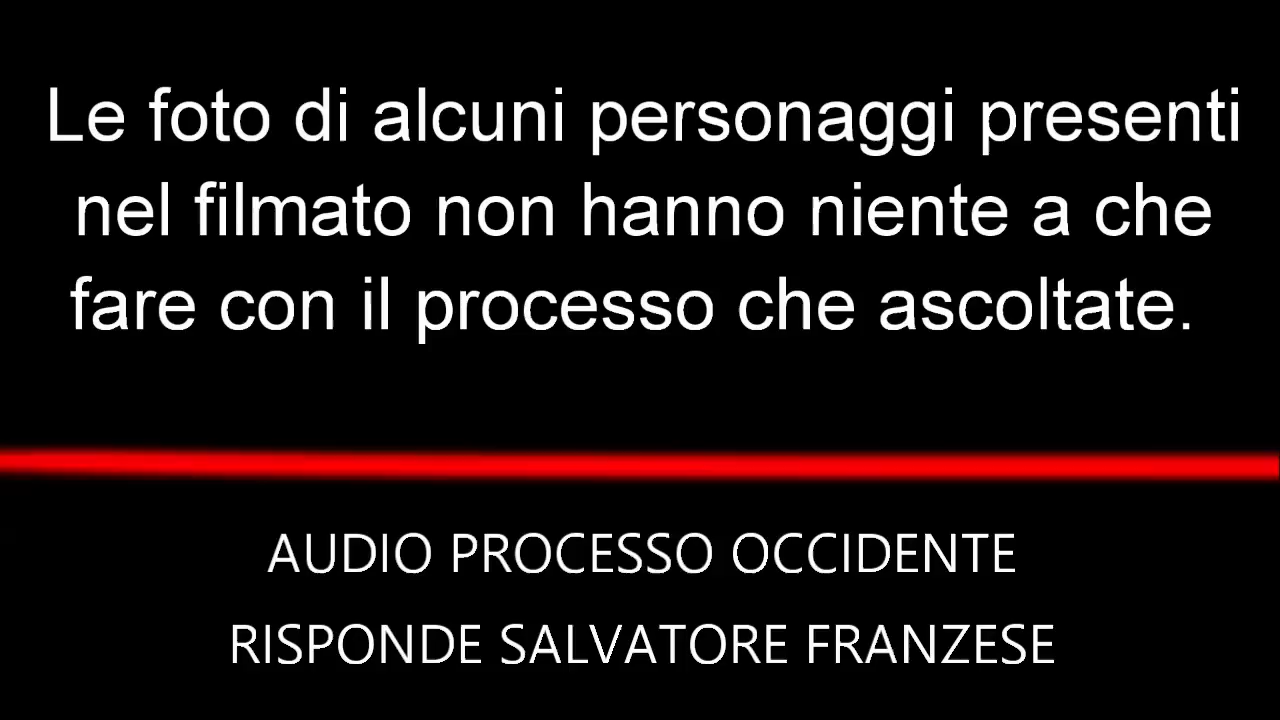 Le foto di alcuni personaggi presenti
nel filmato non hanno niente a che
fare con il processo che ascoltate.
AUDIO PROCESSO OCCIDENTE
RISPONDE SALVATORE FRANZESE